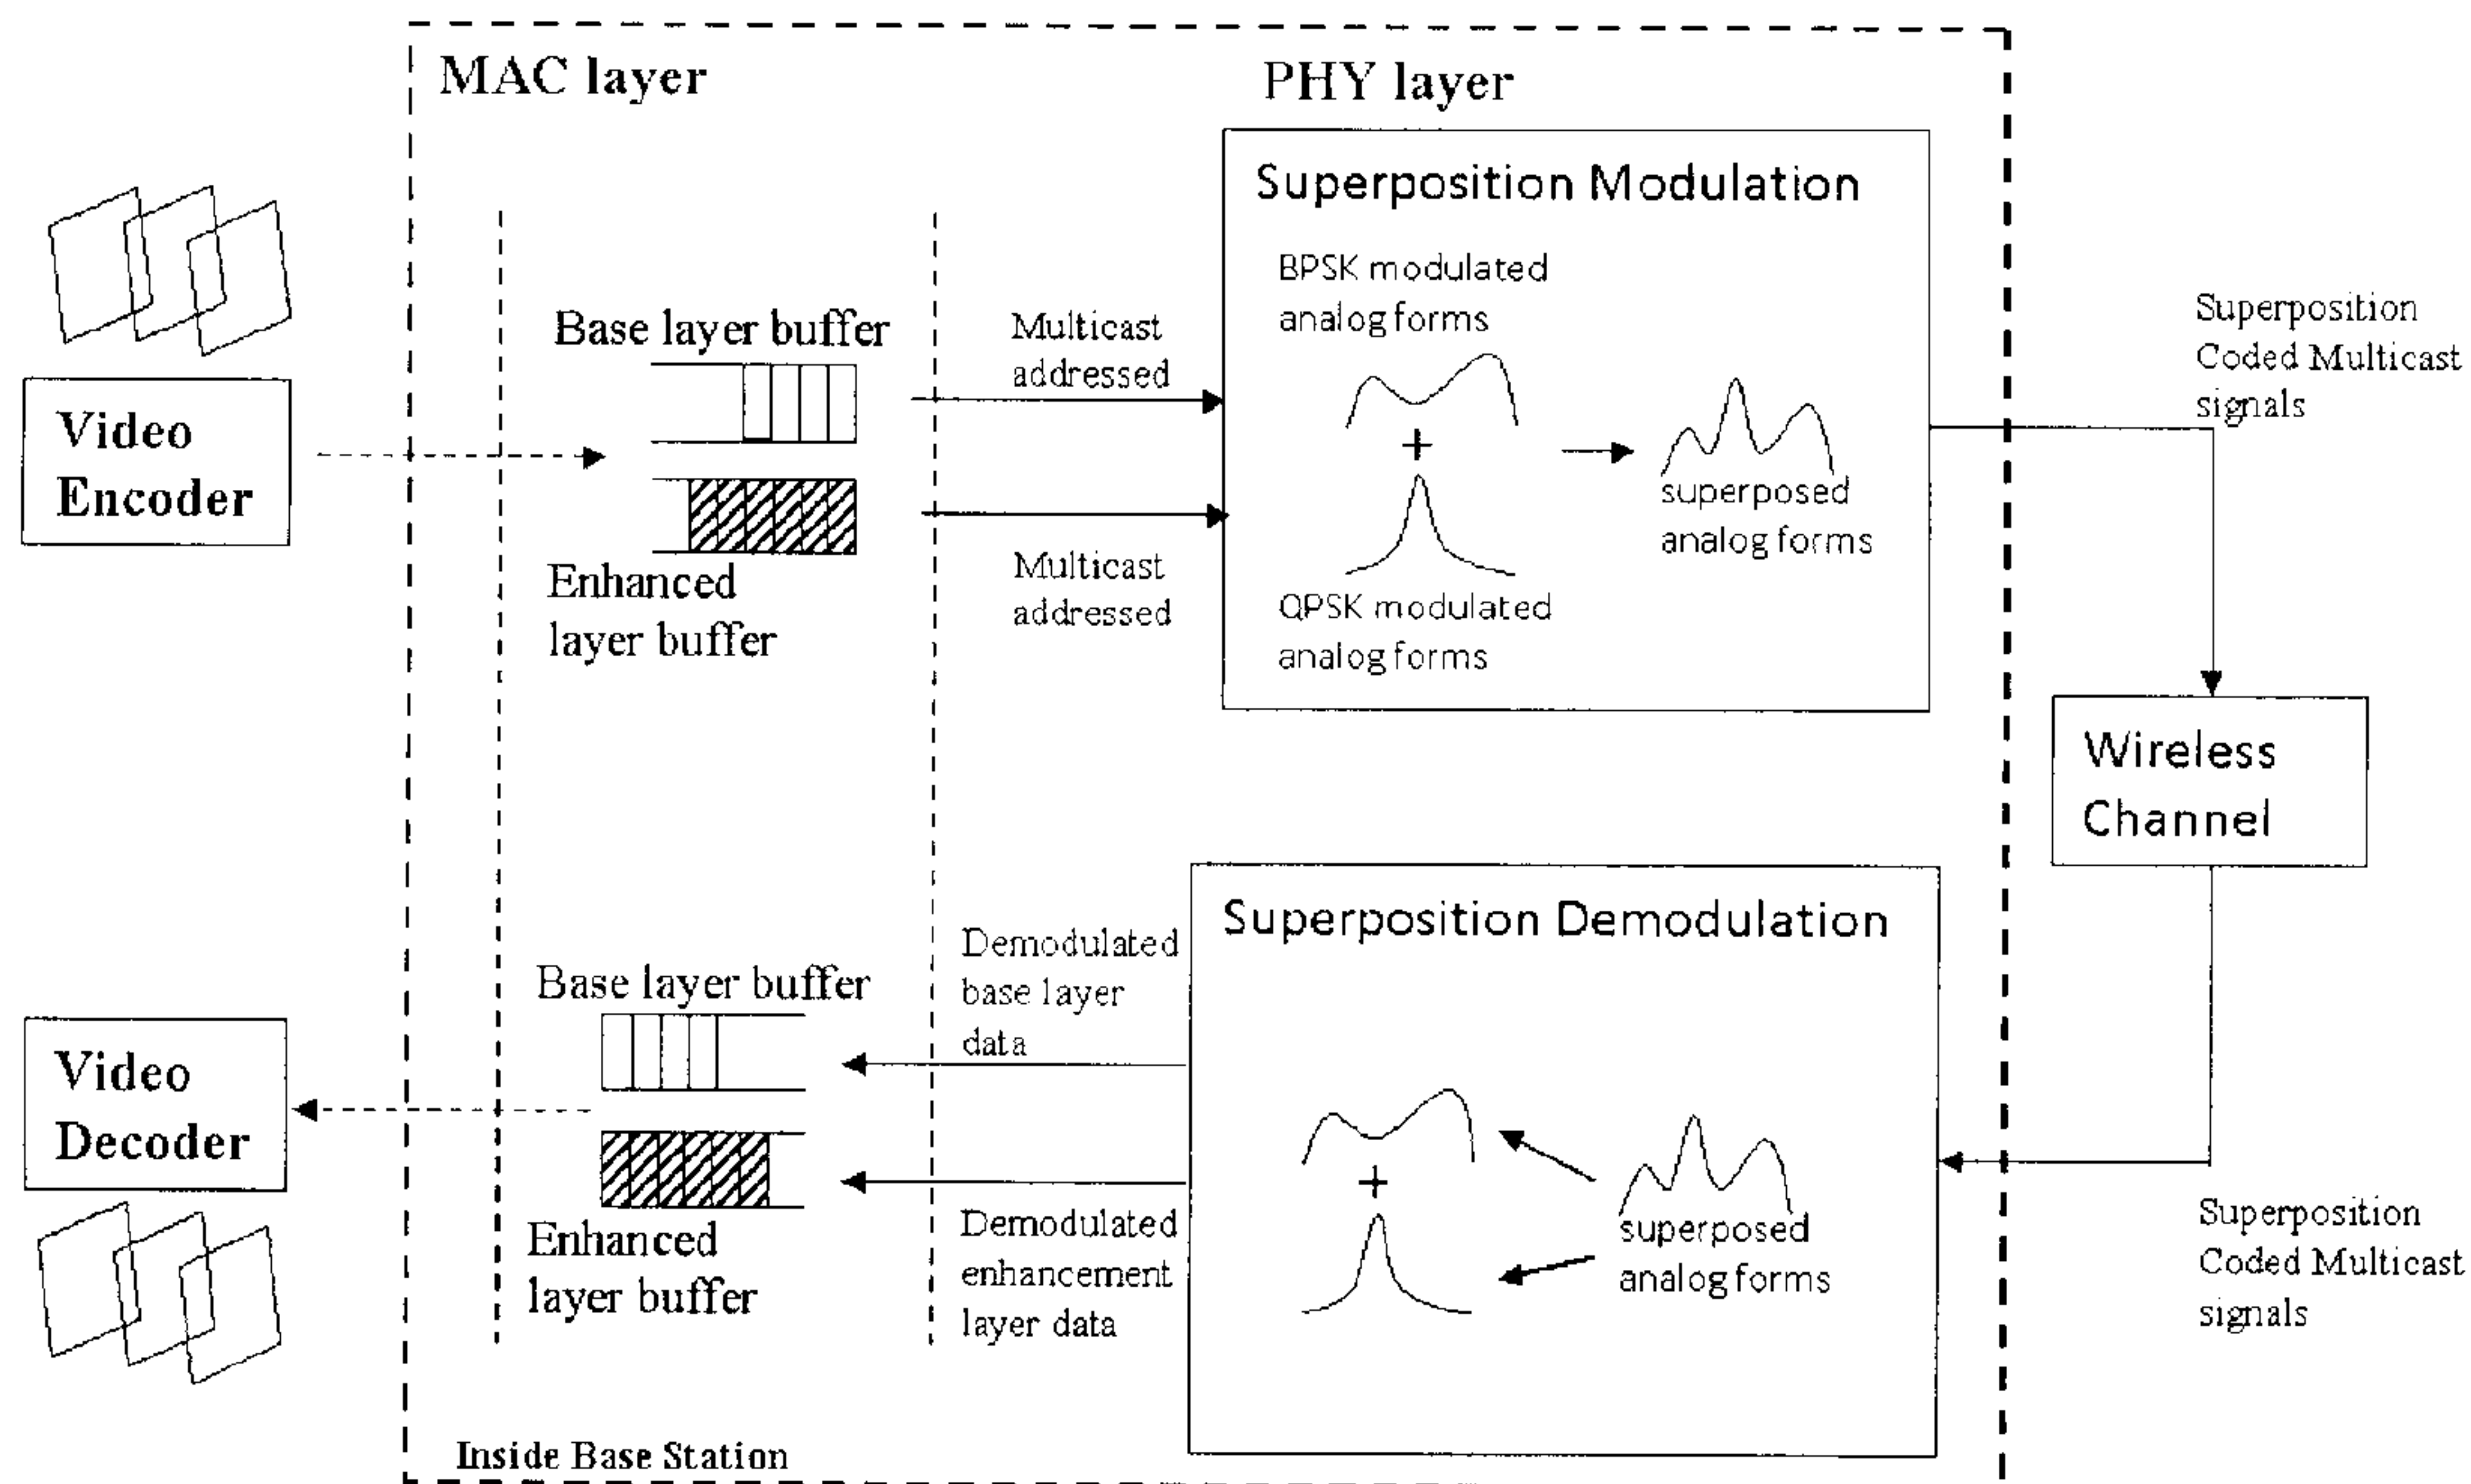 MAC layer
PHY layer
Superposition Modulation
BPSK modulated
analog forms
Superposition
Coded Multicast
signals
Base layer buffer
Multicast
addressed
Video
Encoder
superposed
analog forms
Enhanced
layer buffer
Multicast
addressed
QPSK modulated
analog forms
Wireless
Channel
Superposition Demodulation
Demodulated
base layer
data
Base layer buffer
Video
Decoder
Enhanced
layer buffer
Demodulated
enhancement
layer data
superposed
analog forms
Superposition
Coded Multicast
signals
Inside Base Station